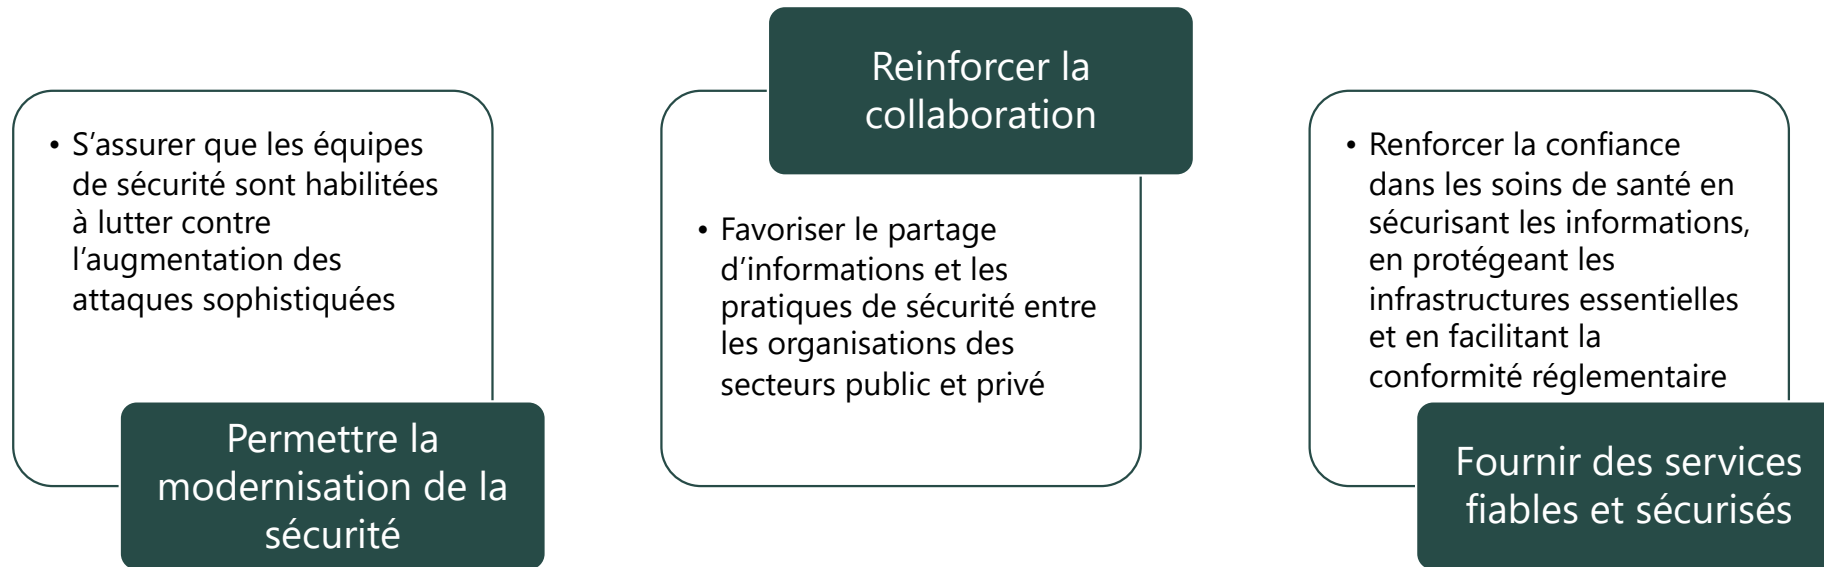 • S'assurer que les équipes
de sécurité sont habilitées
à lutter contre
l'augmentation des
attaques sophistiquées
Permettre la
modernisation de la
sécurité
Reinforcer la
collaboration
• Favoriser le partage
d'informations et les
pratiques de sécurité entre
les organisations des
secteurs public et privé
• Renforcer la confiance
dans les soins de santé en
sécurisant les informations,
en protégeant les
infrastructures essentielles
et en facilitant la
conformité réglementaire
Fournir des services
fiables et sécurisés